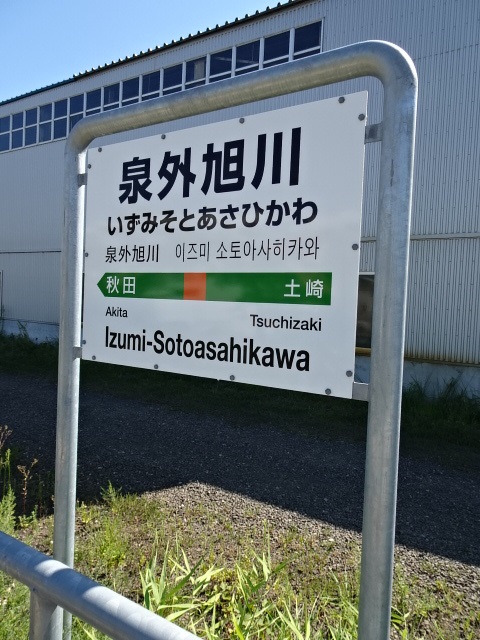 泉外旭川
いずみそとあさひかわ
泉外旭川 이즈미 소토아사히카와
秋田 土崎
Akita Tsuchizaki
Izumi-Sotoasahikawa